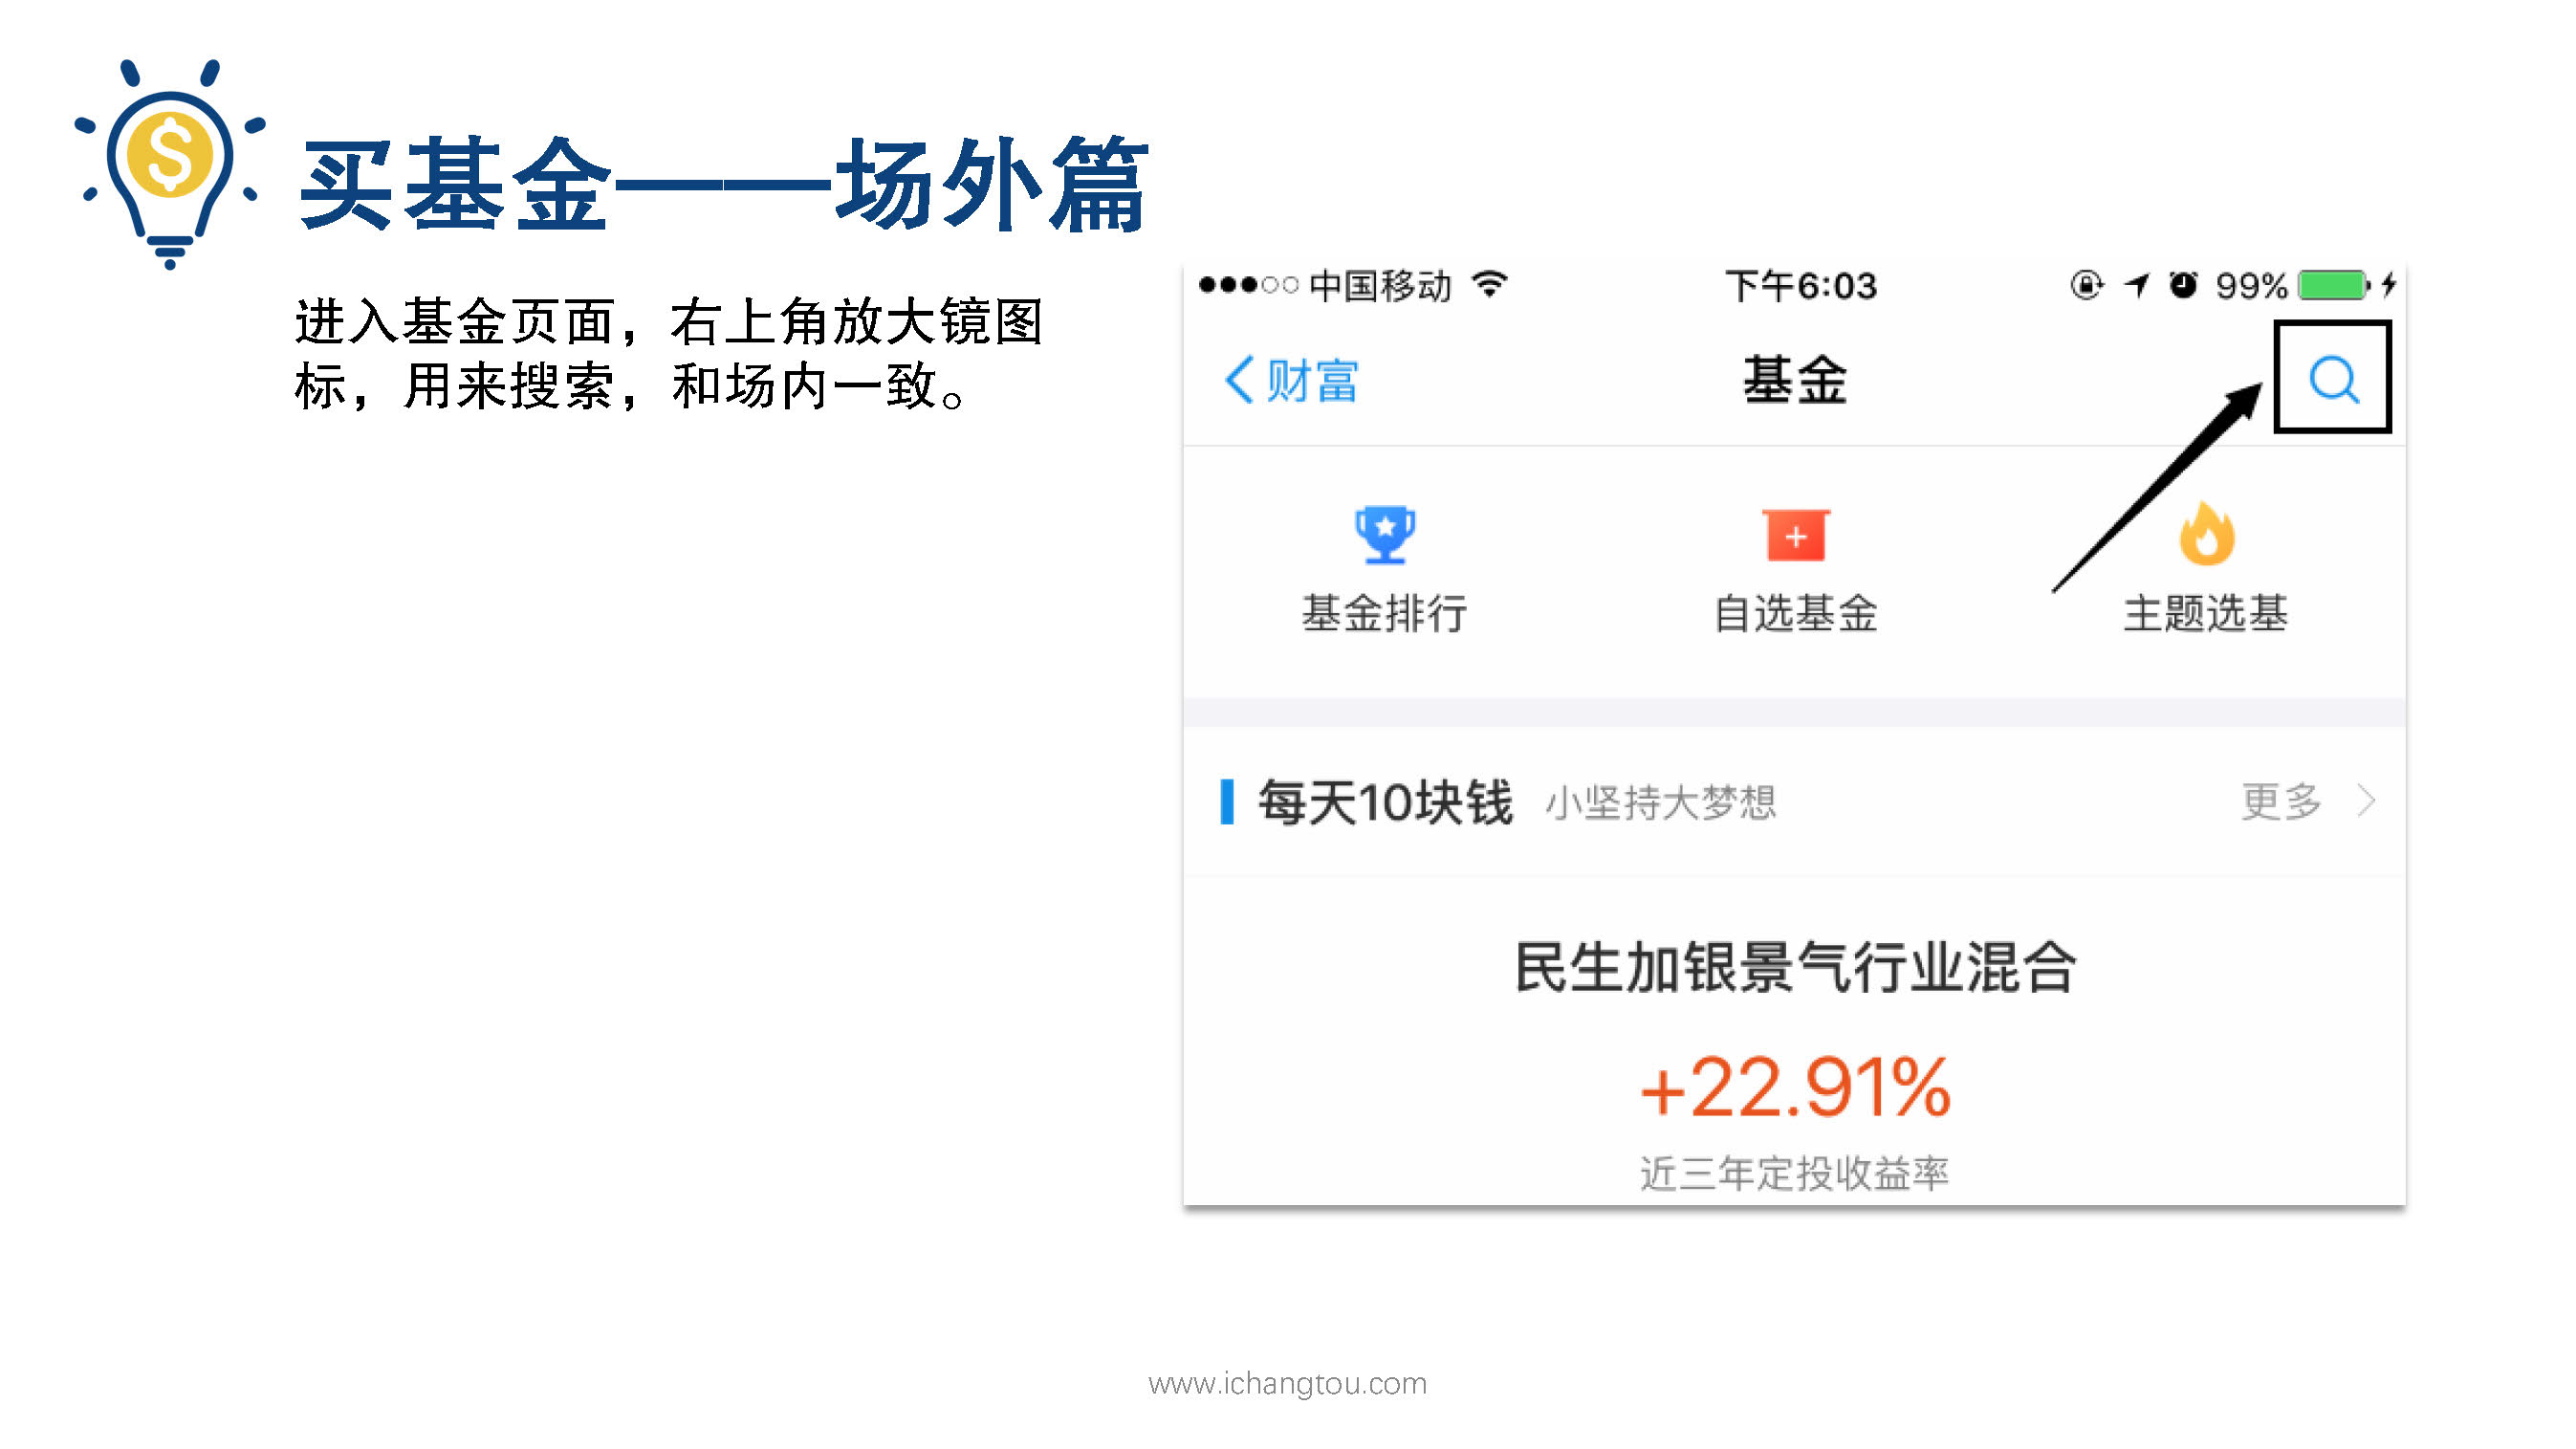 买基金——场外篇
进入基金页面，右上角放大镜图
标，用来搜索，和场内一致。
中国移动 下午6:03 99%
财富 基金
基金排行 自选基金 主题选基
每天10块钱 小坚持大梦想 更多
民生加银景气行业混合
+22.91%
近三年定投收益率
www.ichangtou.com